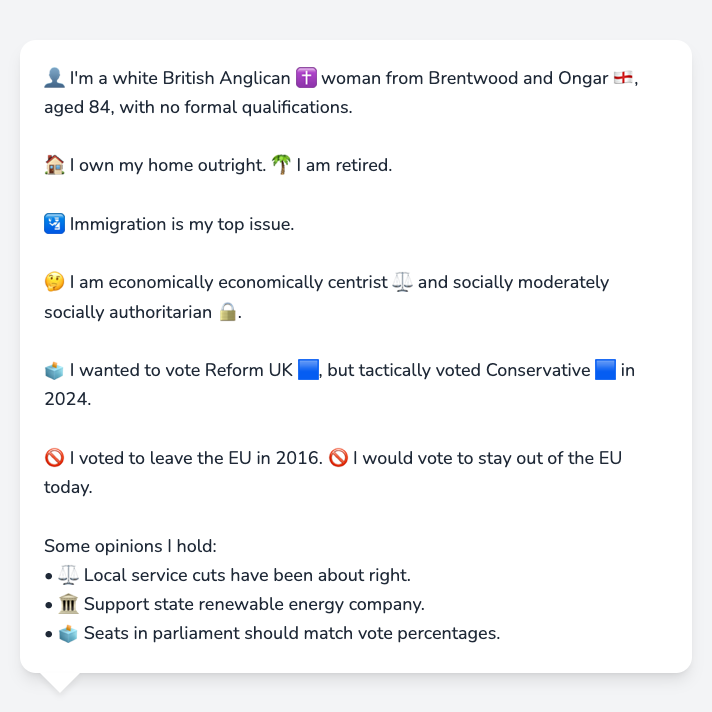 👤 I'm a white British Anglican ✝️ woman from Brentwood and Ongar 🏴󠁧󠁢󠁥󠁮󠁧󠁿,
aged 84, with no formal qualifications.
🏠 I own my home outright. 🌴 I am retired.
🛂 Immigration is my top issue.
🤔 I am economically economically centrist ⚖️ and socially moderately
socially authoritarian 🔒.
🗳️ I wanted to vote Reform UK 🟦, but tactically voted Conservative 🟦 in
2024.
🚫 I voted to leave the EU in 2016. 🚫 I would vote to stay out of the EU
today.
Some opinions I hold:
• ⚖️ Local service cuts have been about right.
• 🏛️ Support state renewable energy company.
• 🗳️ Seats in parliament should match vote percentages.